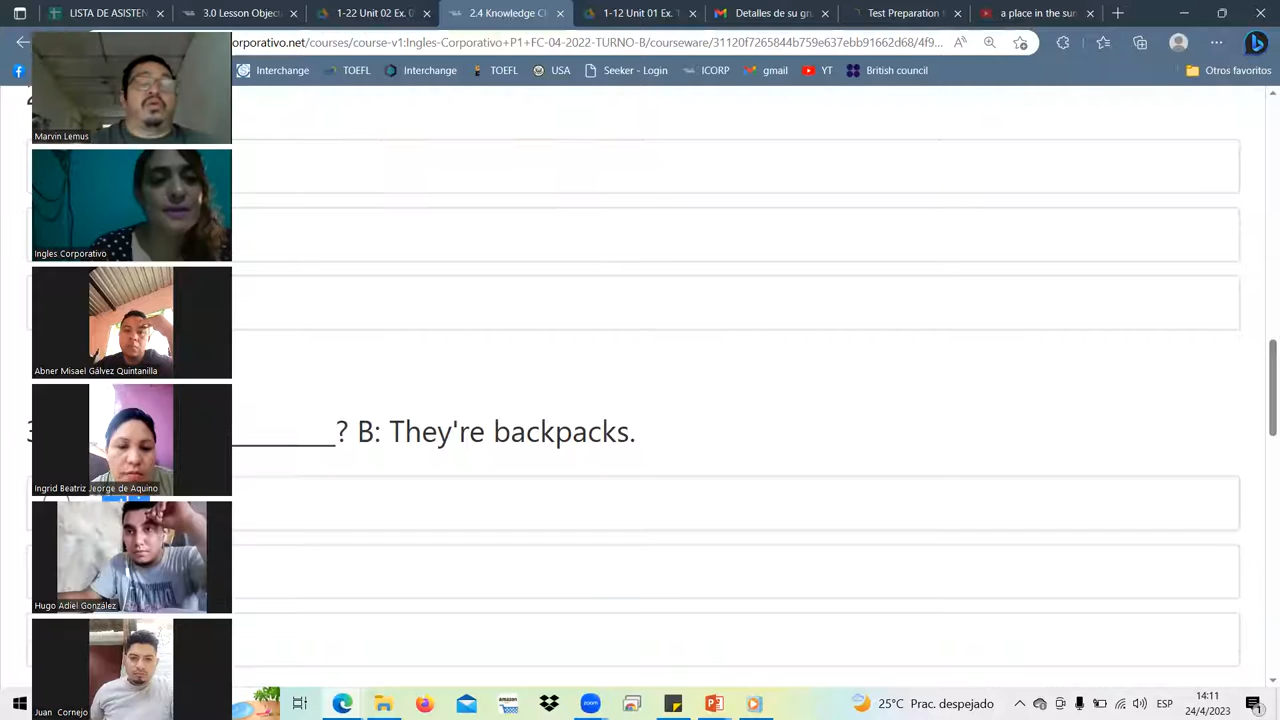 LISTA DE ASISTEN
3.0 Lesson Objec
1-22 Unit 02 Ex. 0
2.4 Knowledge C
1-12 Unit 01 Ex. T
Detalles de su gr
Test Preparation
a place in the sun
corporativo.net/courses/course-v1:Ingles-Corporativo+P1+FC-04-2022-TURNO-B/courseware/31120f7265844b759e637ebb91662d68/4f9...
Interchange
TOEFL
Interchange
TOEFL
USA
Seeker - Login
ICORP
gmail
YT
British council
Otros favoritos
Marvin Lemus
Ingles Corporativo
Abner Misael Gálvez Quintanilla
? B: They're backpacks.
Ingrid Beatriz Jeorge de Aquino
Hugo Adiel González
Juan Cornejo
25°C Prac. despejado
ESP
14:11
24/4/2023